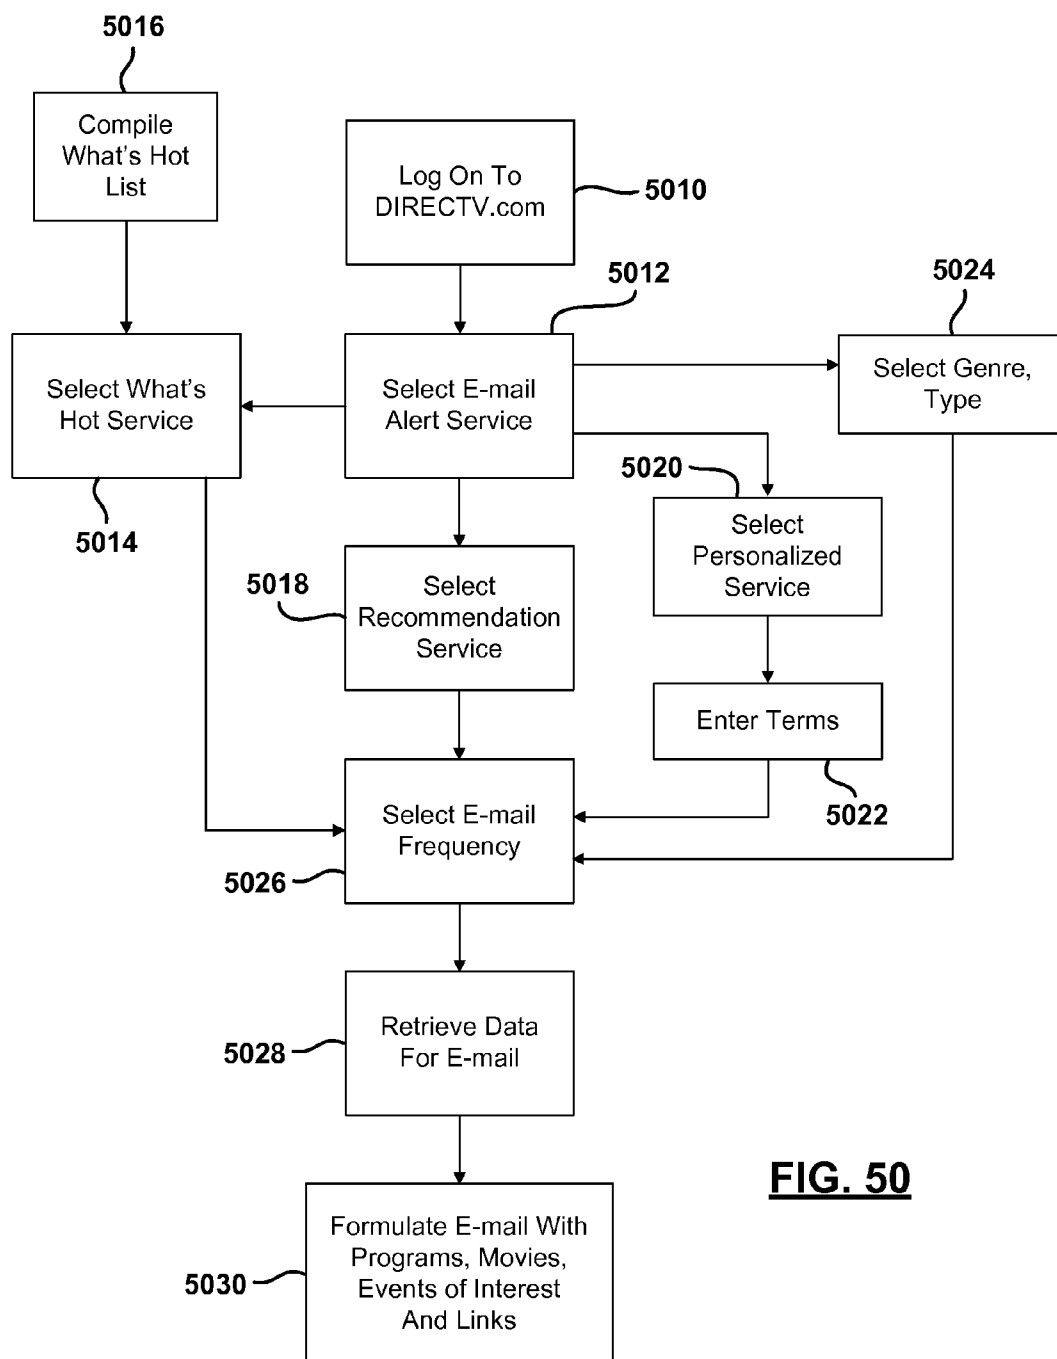 5016
Compile
What's Hot
List
Log On To
DIRECTV.com
5010
5012
5024
Select What's
Hot Service
Select E-mail
Alert Service
Select Genre,
Type
5014
5020
Select
Personalized
Service
5018
Select
Recommendation
Service
Enter Terms
5022
Select E-mail
Frequency
5026
Retrieve Data
For E-mail
5028
FIG. 50
Formulate E-mail With
Programs, Movies,
Events of Interest
And Links
5030